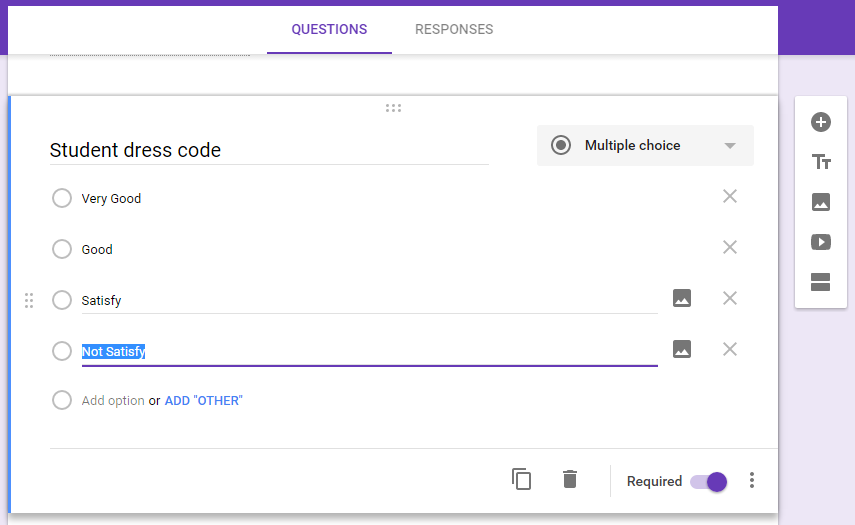 QUESTIONS RESPONSES
Student dress code
Multiple choice
Very Good
Good
Satisfy
Not Satisfy
Add option or ADD "OTHER"
Required
Tт